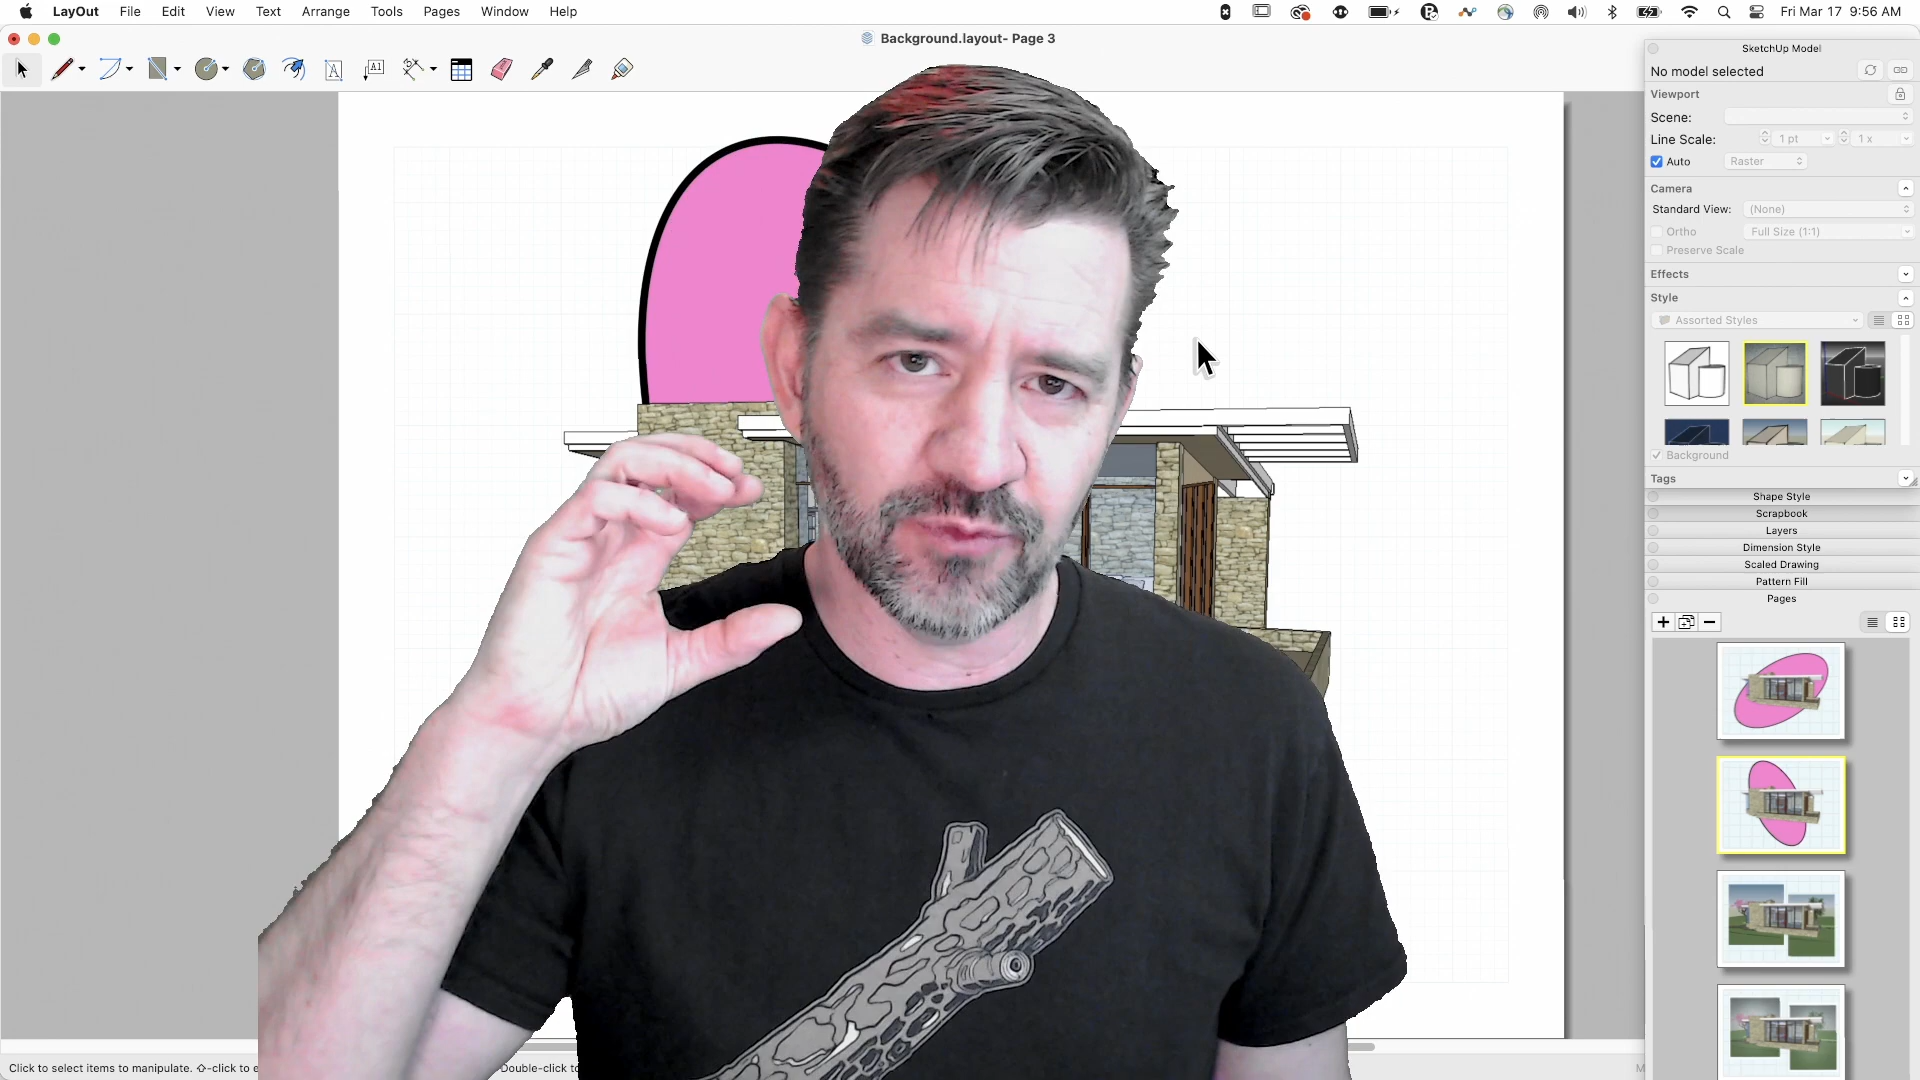 LayOut File Edit View Text Arrange Tools Pages Window Help Fri Mar 17 9:56 AM
Background.layout- Page 3
A A1
SketchUp Model
No model selected
Viewport
Scene:
Line Scale: 1 pt 1 x
Auto Raster
Camera
Standard View: (None)
Ortho Full Size (1:1)
Preserve Scale
Effects
Style
Assorted Styles
Background
Tags
Shape Style
Scrapbook
Layers
Dimension Style
Scaled Drawing
Pattern Fill
Pages
Click to select items to manipulate. ⇧-click to e
Double-click to